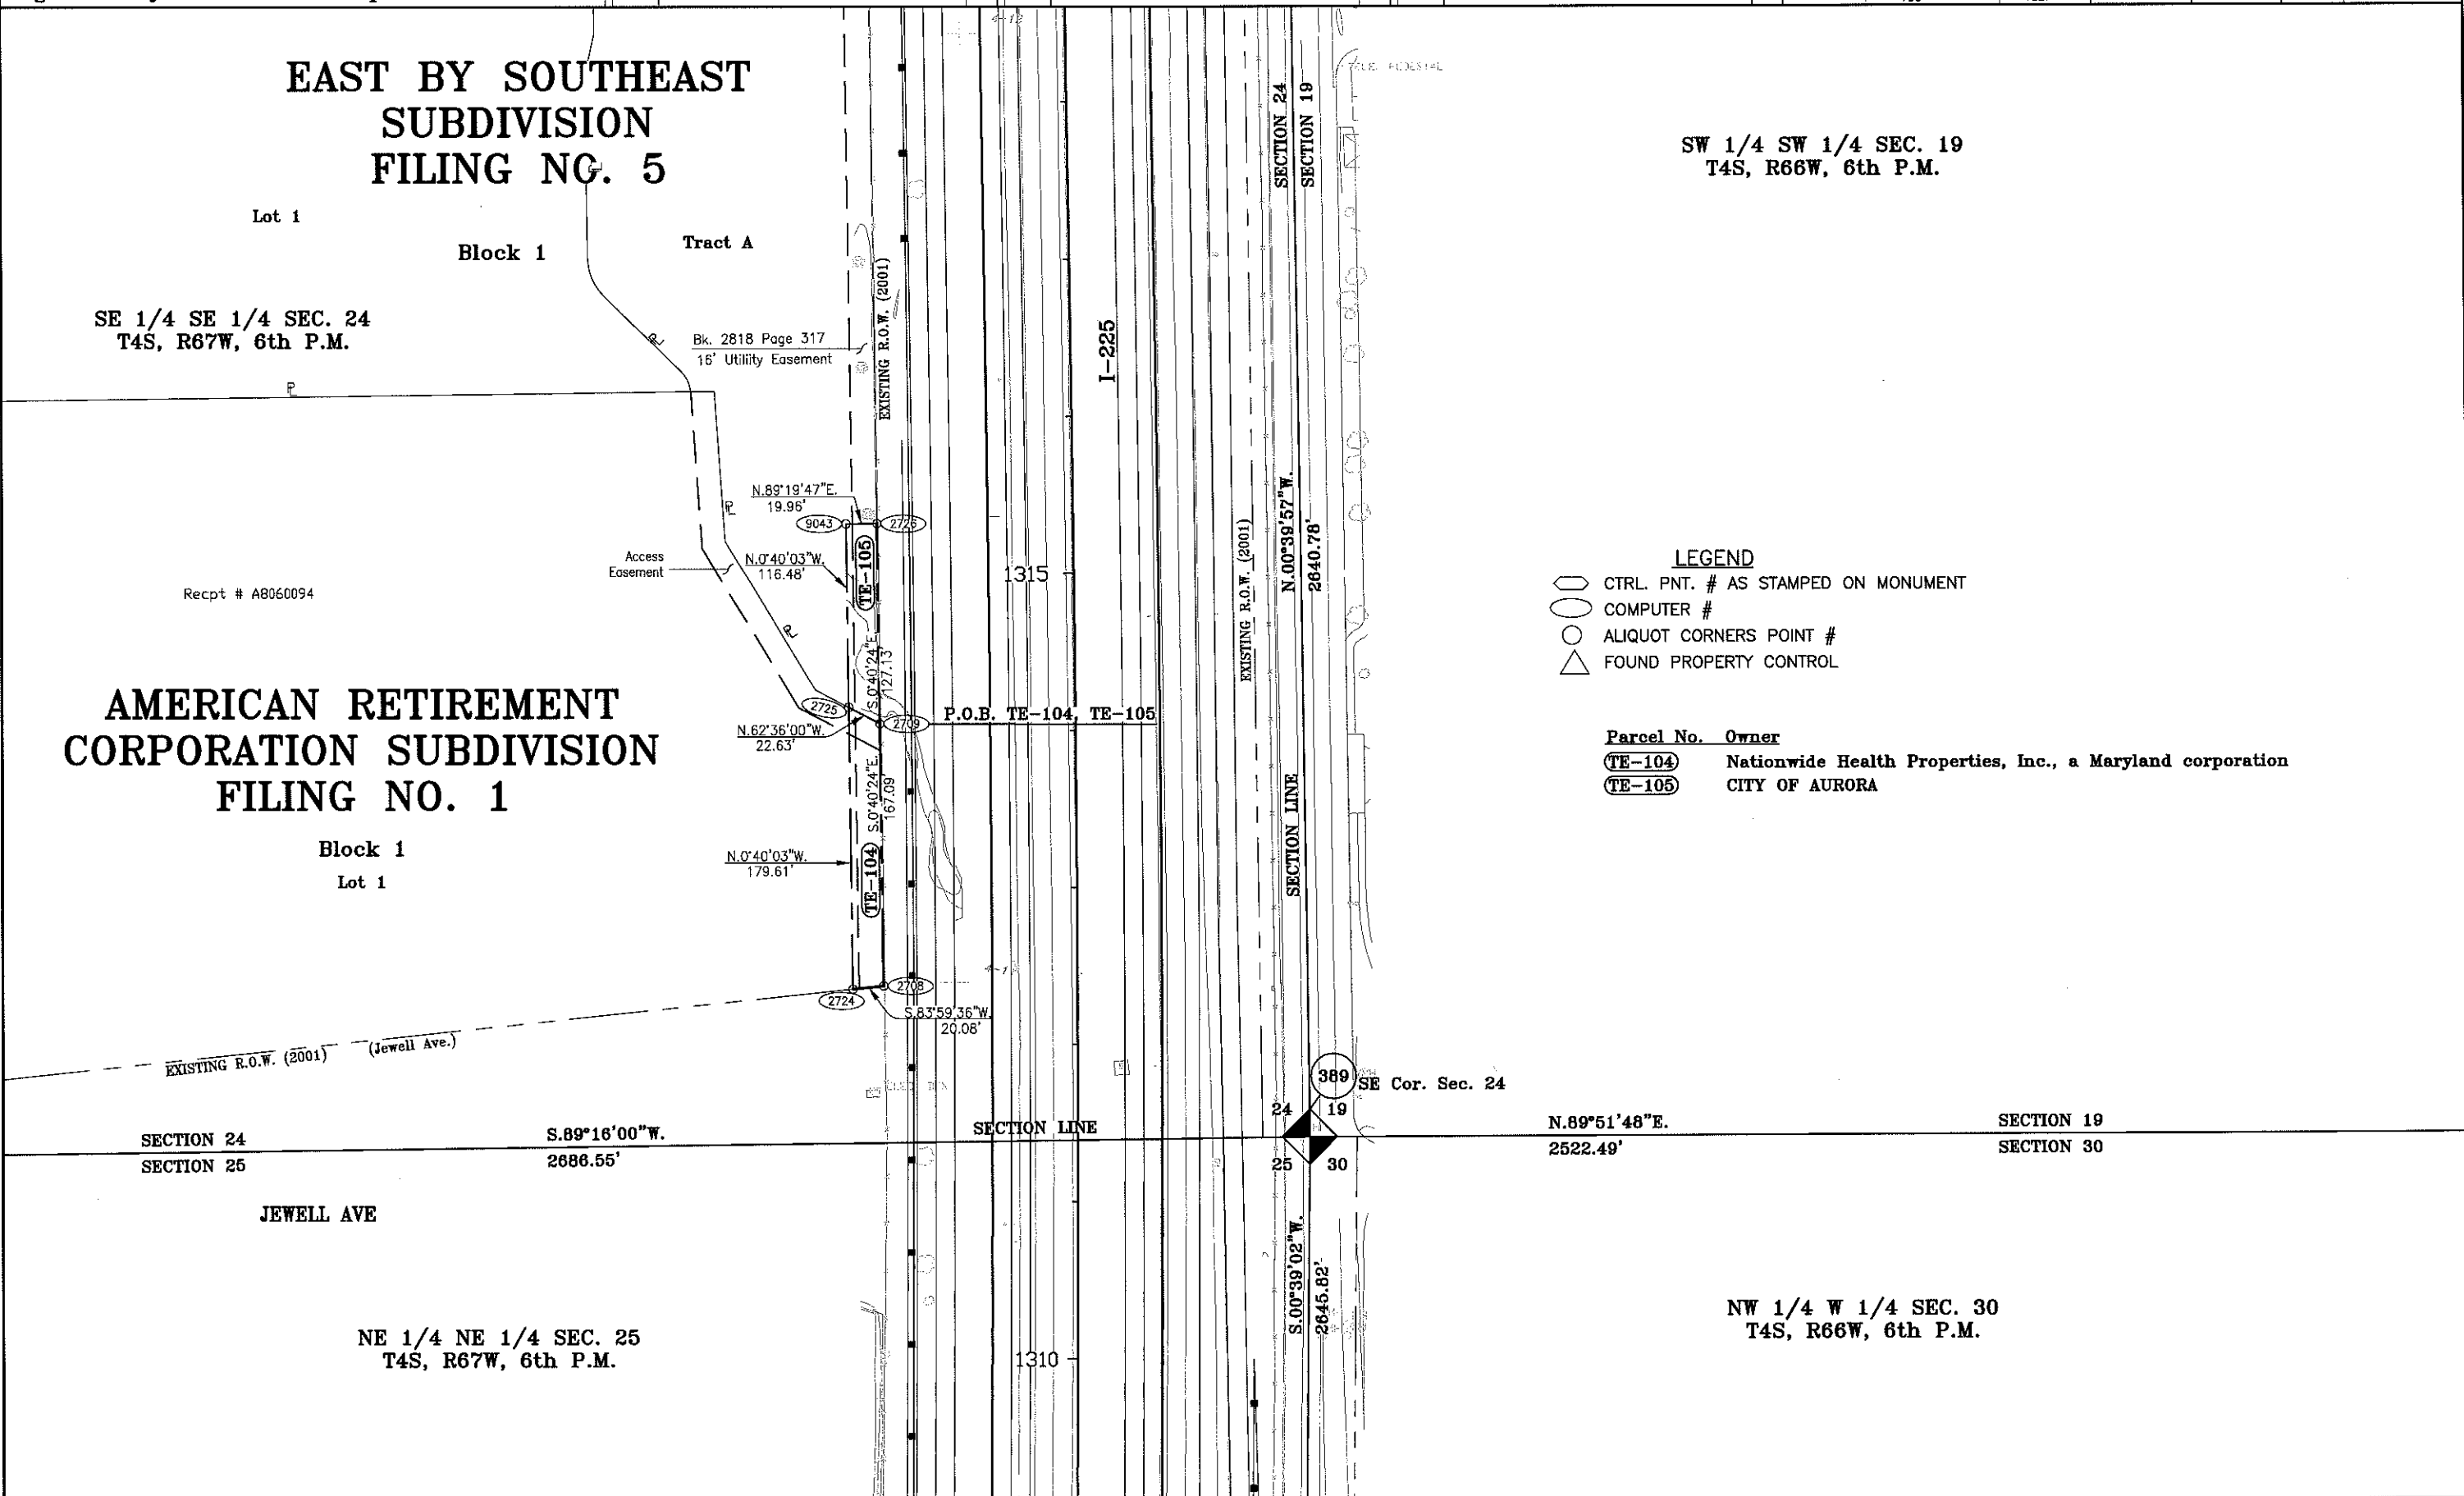 EAST BY SOUTHEAST
SUBDIVISION
FILING NO. 5
Lot 1
Block 1
Tract A
SE 1/4 SE 1/4 SEC. 24
T4S, R67W, 6th P.M.
Bk. 2818 Page 317
16' Utility Easement
EXISTING R.O.W. (2001)
I-225
SECTION 24
SECTION 19
SW 1/4 SW 1/4 SEC. 19
T4S, R66W, 6th P.M.
N.89°19'47"E.
19.96'
9043
2726
TE-105
N.0°40'03"W.
116.48'
Access
Easement
1315
EXISTING R.O.W. (2001)
N.00°39'57"W.
2640.78'
S.0°40'24"E.
127.13'
Recpt # A8060094
2725
2709
P.O.B. TE-104, TE-105
N.62°36'00"W.
22.63'
AMERICAN RETIREMENT
CORPORATION SUBDIVISION
FILING NO. 1
Block 1
Lot 1
S.0°40'24"E.
167.09'
N.0°40'03"W.
179.61'
TE-104
SECTION LINE
LEGEND
CTRL. PNT. # AS STAMPED ON MONUMENT
COMPUTER #
ALIQUOT CORNERS POINT #
FOUND PROPERTY CONTROL
Parcel No. Owner
TE-104 Nationwide Health Properties, Inc., a Maryland corporation
TE-105 CITY OF AURORA
2724
2708
S.83°59'36"W.
20.08'
EXISTING R.O.W. (2001) (Jewell Ave.)
389
SE Cor. Sec. 24
24 19
25 30
SECTION 24
SECTION 25
S.89°16'00"W.
2686.55'
SECTION LINE
N.89°51'48"E.
2522.49'
SECTION 19
SECTION 30
JEWELL AVE
S.00°39'02"W.
2645.82'
NE 1/4 NE 1/4 SEC. 25
T4S, R67W, 6th P.M.
1310
NW 1/4 W 1/4 SEC. 30
T4S, R66W, 6th P.M.